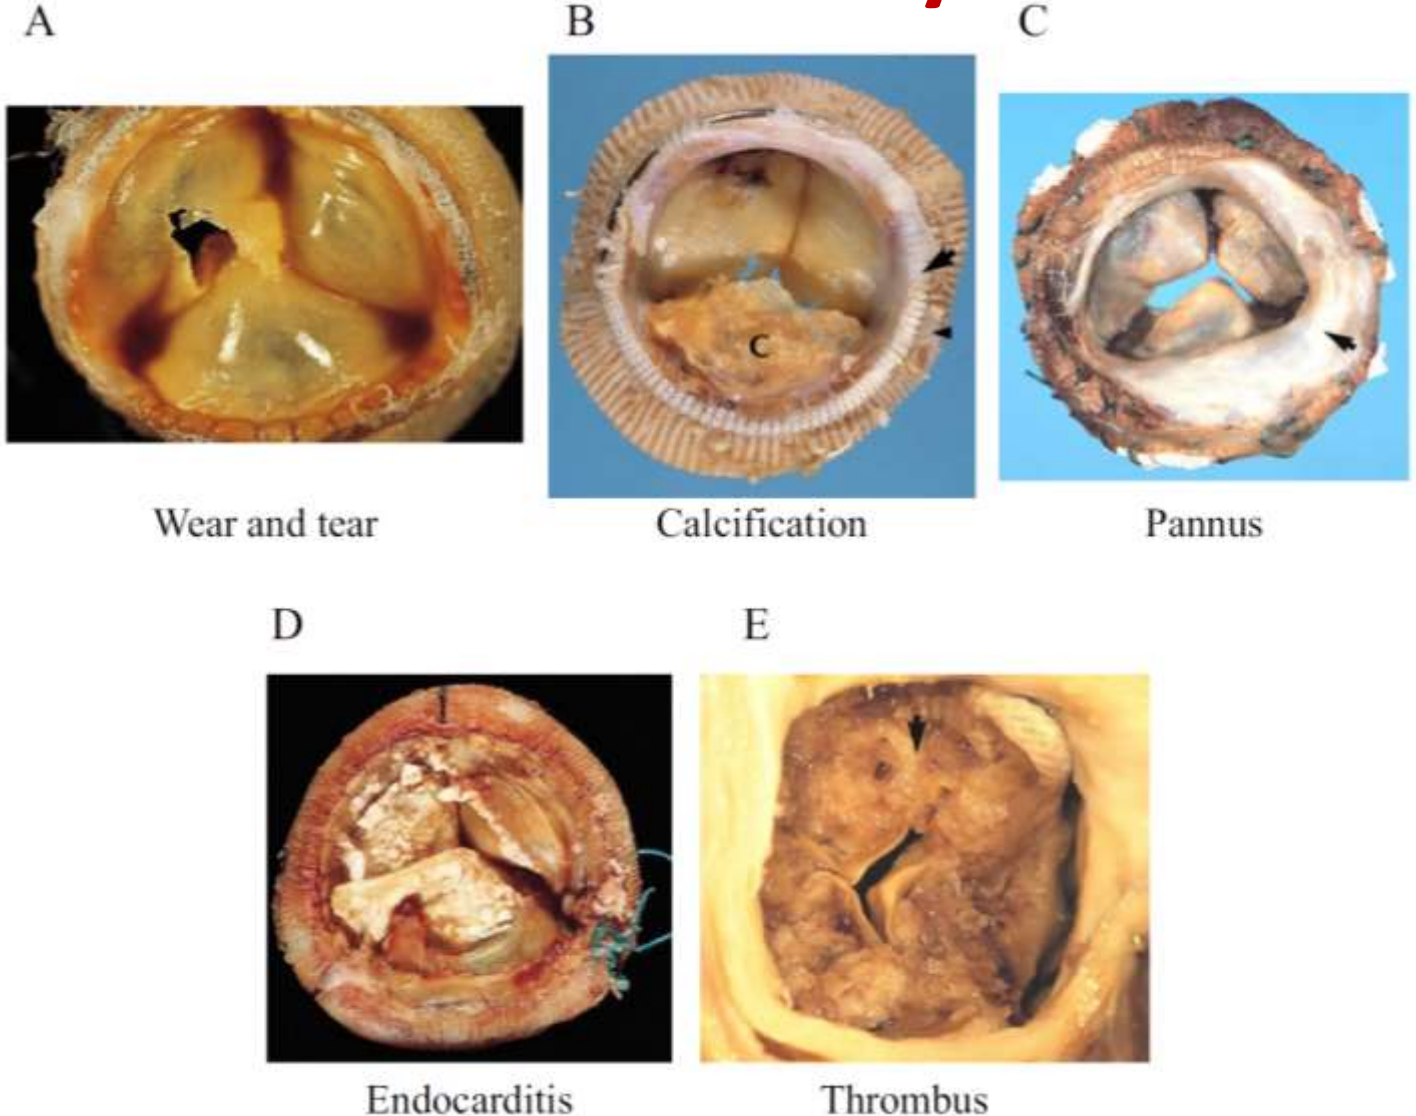 A
B
C
C
Wear and tear
Calcification
Pannus
D
E
Endocarditis
Thrombus